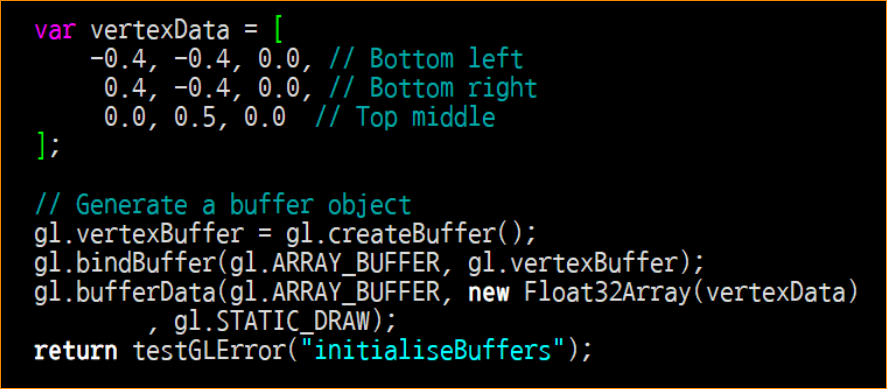 var vertexData = [
    -0.4, -0.4, 0.0, // Bottom left
     0.4, -0.4, 0.0, // Bottom right
     0.0, 0.5, 0.0  // Top middle
];

// Generate a buffer object
gl.vertexBuffer = gl.createBuffer();
gl.bindBuffer(gl.ARRAY_BUFFER, gl.vertexBuffer);
gl.bufferData(gl.ARRAY_BUFFER, new Float32Array(vertexData)
        , gl.STATIC_DRAW);
return testGLError("initialiseBuffers");